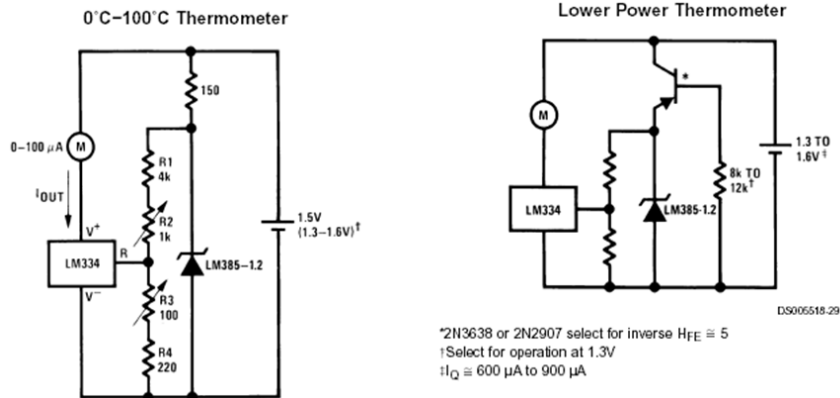 0°C–100°C Thermometer
150
0–100 µA
M
R1
4k
IOUT
R2
1k
V+
LM334
R
V−
1.5V
(1.3–1.6V)†
LM385–1.2
R3
100
R4
220
Lower Power Thermometer
*
M
1.3 TO
1.6V‡
8k TO
12k†
LM334
LM385-1.2
DS005518-29
*2N3638 or 2N2907 select for inverse HFE ≅ 5
†Select for operation at 1.3V
‡IQ ≅ 600 µA to 900 µA